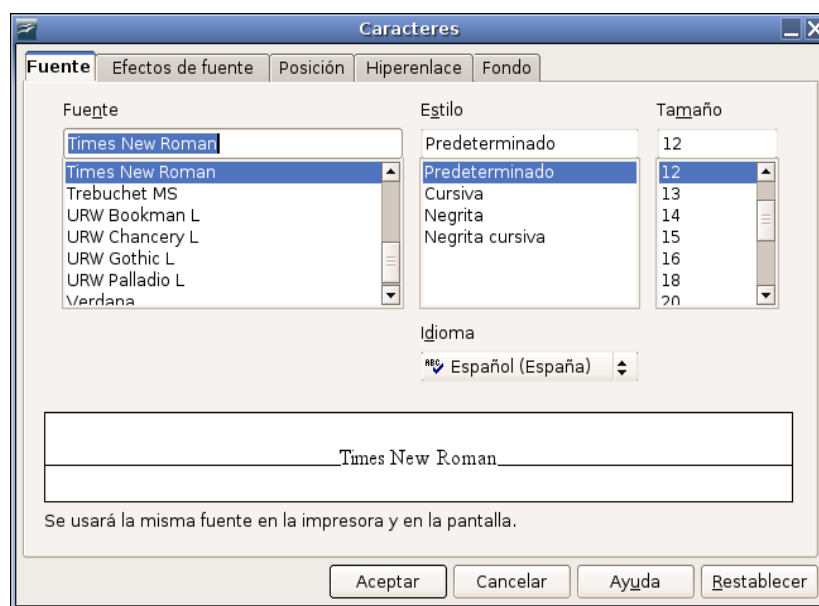 Caracteres
Fuente Efectos de fuente Posición Hiperenlace Fondo
Fuente Estilo Tamaño
Times New Roman Predeterminado 12
Times New Roman Predeterminado 12
Trebuchet MS Cursiva 13
URW Bookman L Negrita 14
URW Chancery L Negrita cursiva 15
URW Gothic L 16
URW Palladio L 18
Verdana 20
Idioma
ABC Español (España)
Times New Roman
Se usará la misma fuente en la impresora y en la pantalla.
Aceptar Cancelar Ayuda Restablecer